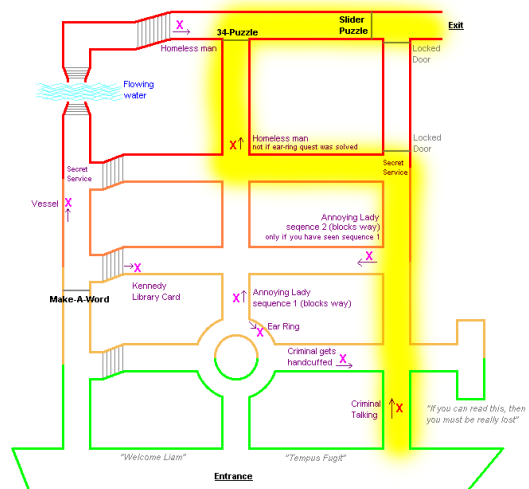 34-Puzzle
Slider
Puzzle
Exit
X
Homeless man
Locked
Door
Flowing
water
X
Homeless man
not if ear-ring quest was solved
Locked
Door
Secret
Service
Secret
Service
Vessel
X
Annoying Lady
seqence 2 (blocks way)
only if you have seen sequence 1
X
X
Kennedy
Library Card
Make-A-Word
X
Annoying Lady
sequence 1 (blocks way)
X
Ear Ring
Criminal gets
handcuffed
X
Criminal
Talking
X
"If you can read this, then
you must be really lost"
"Welcome Liam"
"Tempus Fugit"
Entrance